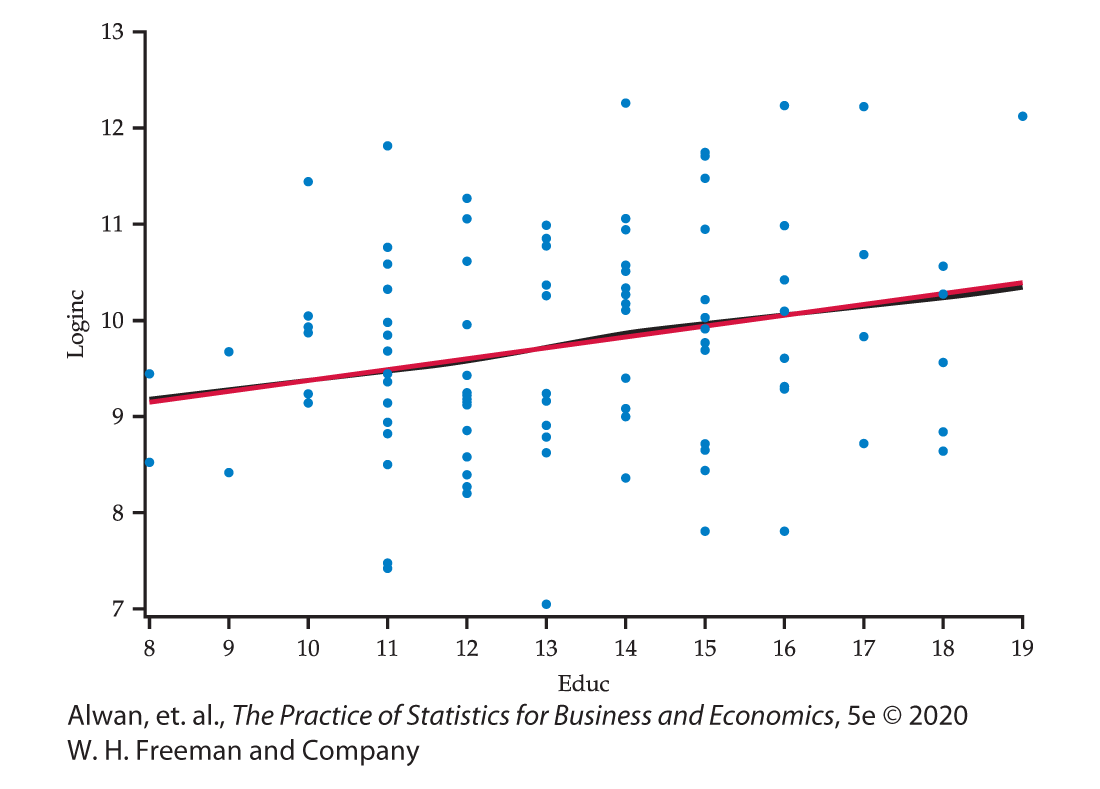 13
12
11
10
9
8
7
Loginc
8 9 10 11 12 13 14 15 16 17 18 19
Educ
Alwan, et. al., The Practice of Statistics for Business and Economics, 5e © 2020
W. H. Freeman and Company